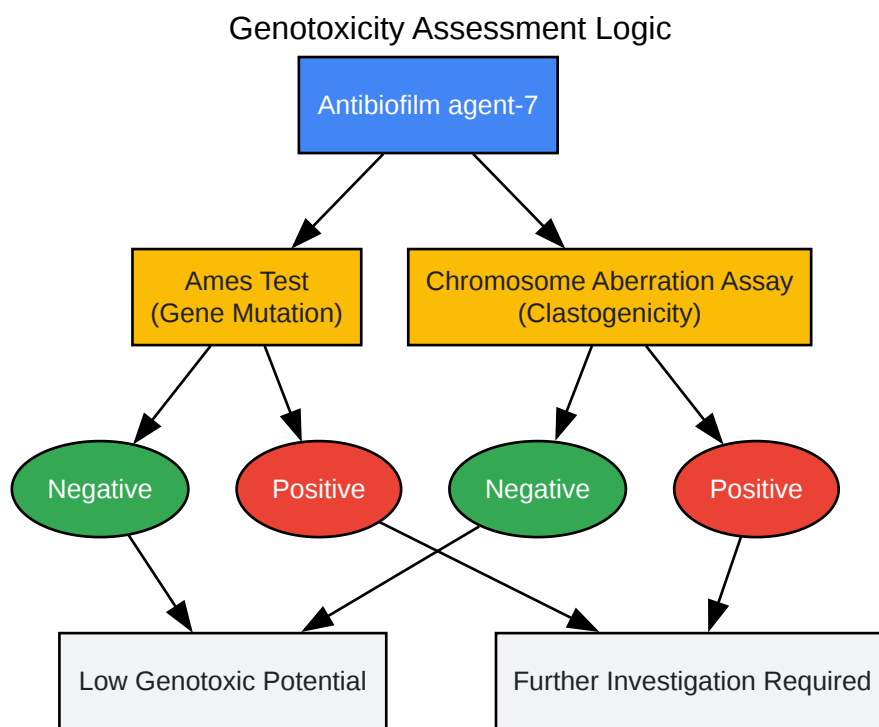 Genotoxicity Assessment Logic
Antibiofilm agent-7
Ames Test
(Gene Mutation)
Chromosome Aberration Assay
(Clastogenicity)
Negative
Positive
Negative
Positive
Low Genotoxic Potential
Further Investigation Required